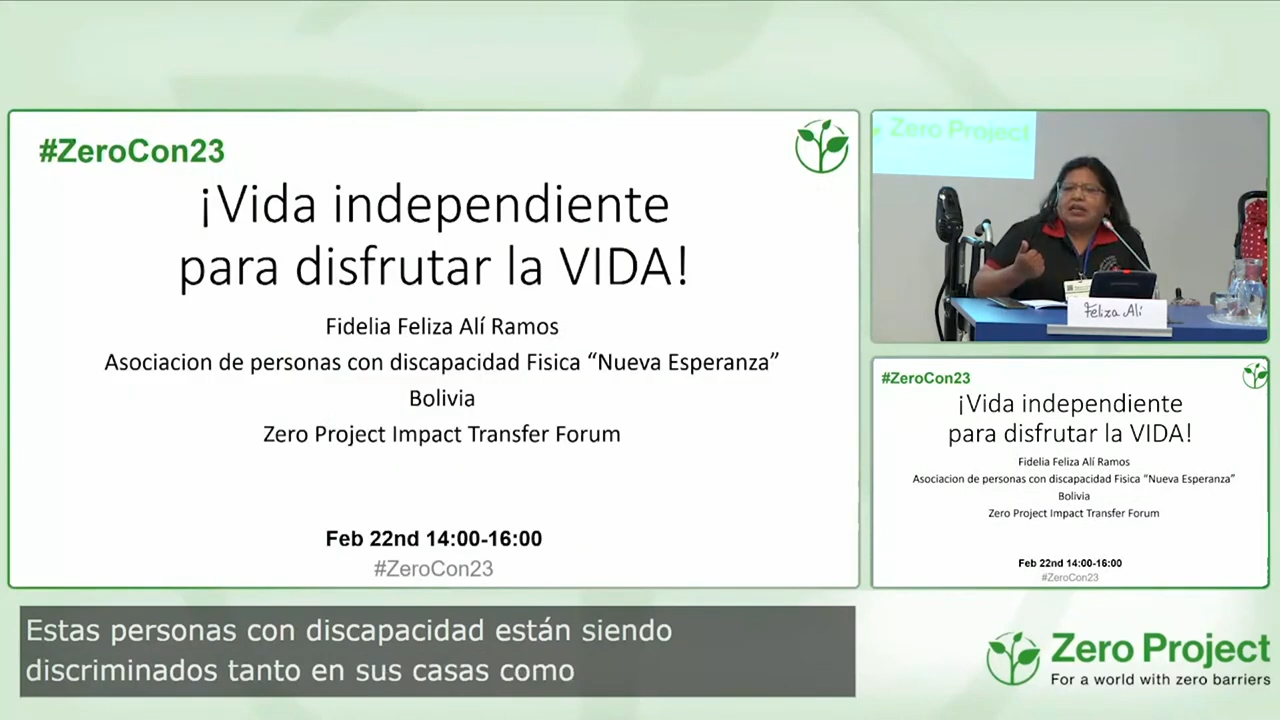 #ZeroCon23
¡Vida independiente
para disfrutar la VIDA!
Fidelia Feliza Alí Ramos
Asociacion de personas con discapacidad Fisica “Nueva Esperanza”
Bolivia
Zero Project Impact Transfer Forum
Feb 22nd 14:00-16:00
#ZeroCon23
Zero Project
Feliza Alí
#ZeroCon23
¡Vida independiente
para disfrutar la VIDA!
Fidelia Feliza Alí Ramos
Asociacion de personas con discapacidad Fisica “Nueva Esperanza”
Bolivia
Zero Project Impact Transfer Forum
Feb 22nd 14:00-16:00
#ZeroCon23
Estas personas con discapacidad están siendo
discriminados tanto en sus casas como
Zero Project
For a world with zero barriers